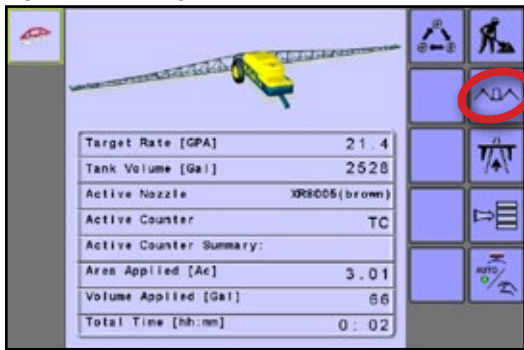 Target Rate [GPA] 21.4
Tank Volume [Gal] 2528
Active Nozzle XR8005(brown)
Active Counter TC
Active Counter Summary:
Area Applied [Ac] 3.01
Volume Applied [Gal] 66
Total Time [hh:mm] 0:02
AUTO